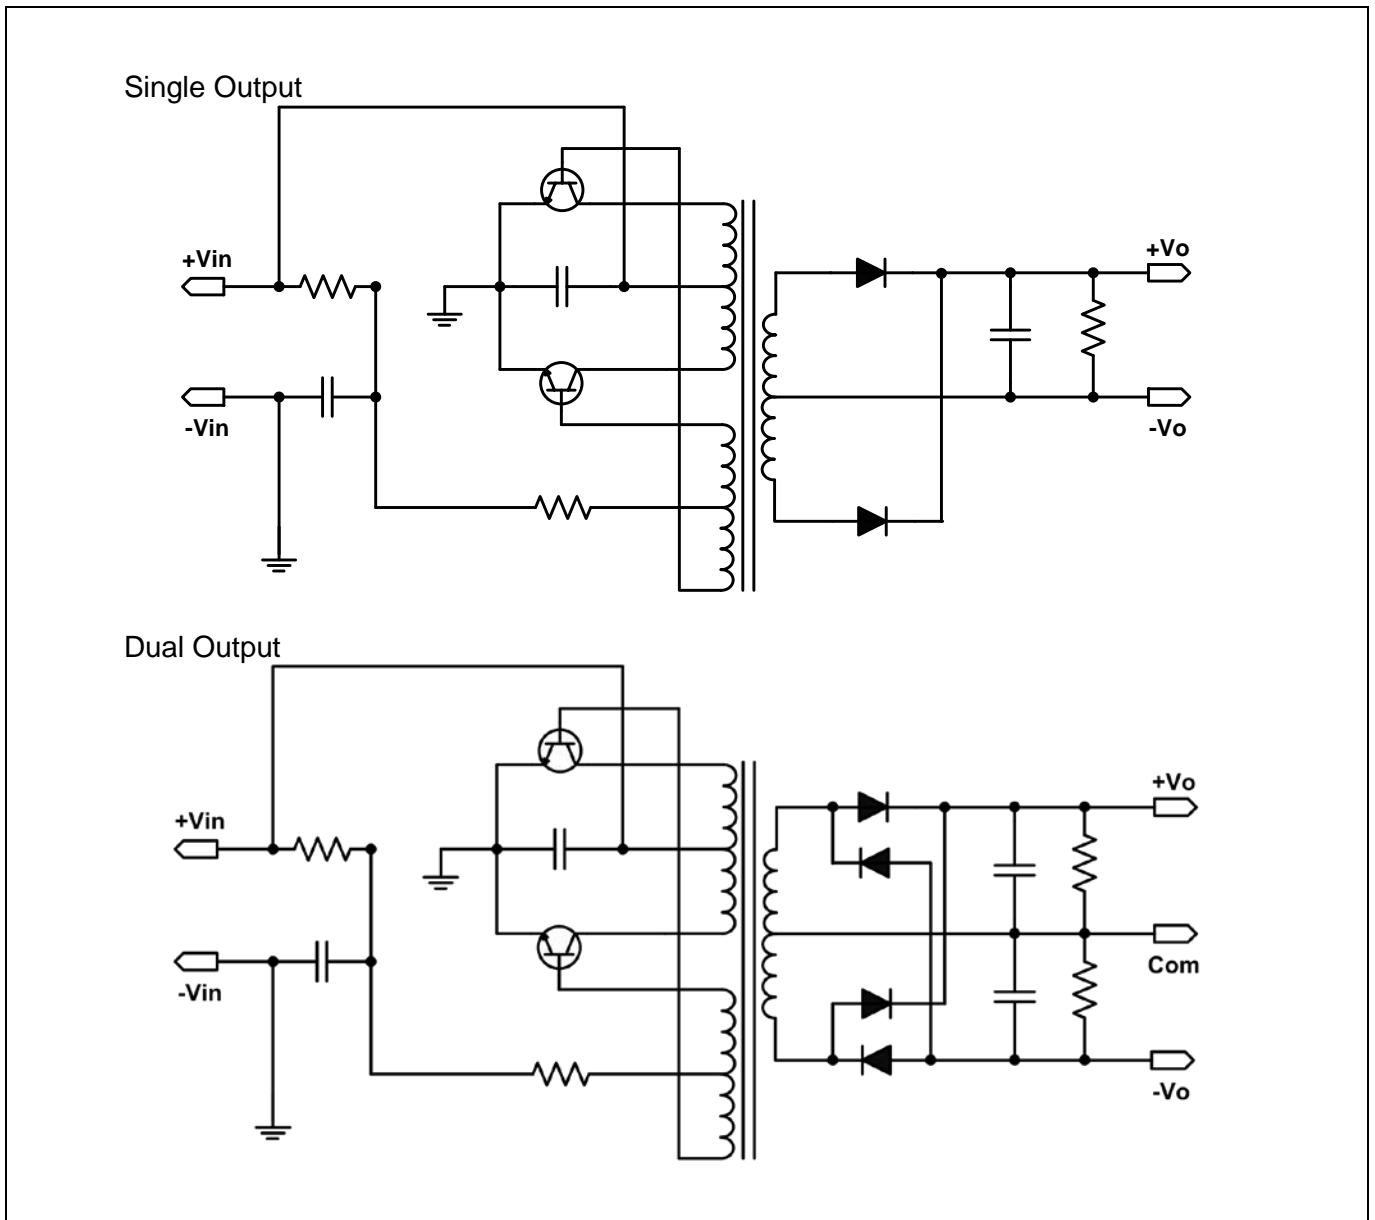 Single Output
+Vin
-Vin
+Vo
-Vo
Dual Output
+Vin
-Vin
+Vo
Com
-Vo